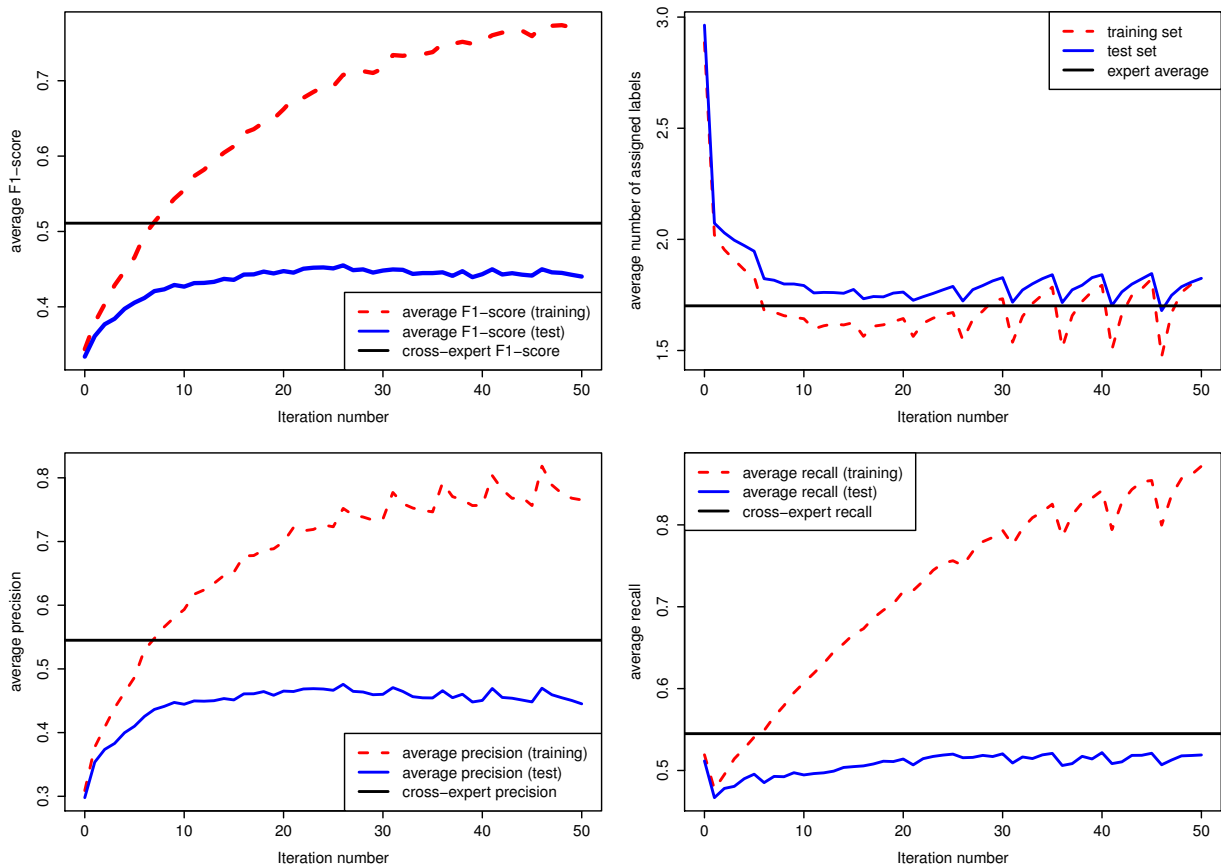 average F1−score
0.4 0.5 0.6 0.7
average F1−score (training)
average F1−score (test)
cross−expert F1−score
0 10 20 30 40 50
Iteration number
average number of assigned labels
1.5 2.0 2.5 3.0
training set
test set
expert average
0 10 20 30 40 50
Iteration number
average precision
0.3 0.4 0.5 0.6 0.7 0.8
average precision (training)
average precision (test)
cross−expert precision
0 10 20 30 40 50
Iteration number
average recall
0.5 0.6 0.7 0.8
average recall (training)
average recall (test)
cross−expert recall
0 10 20 30 40 50
Iteration number